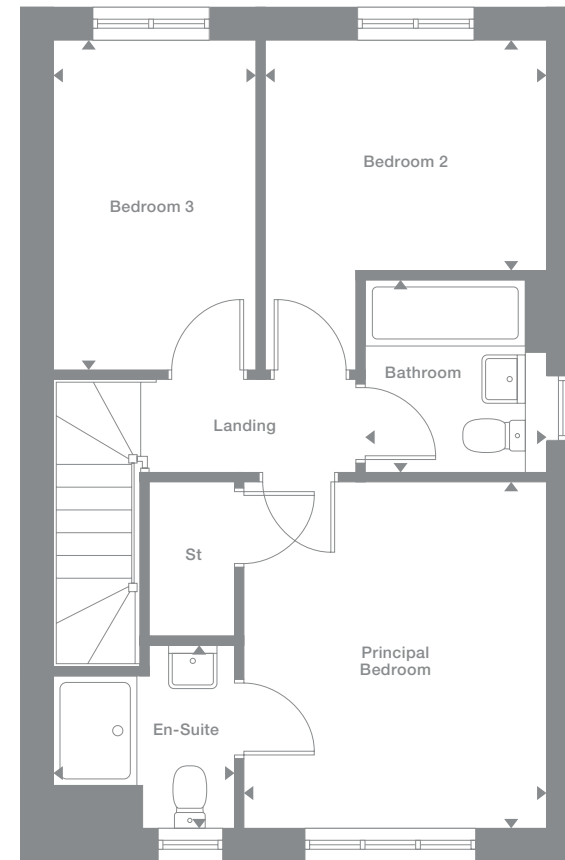 Bedroom 3
Bedroom 2
Bathroom
Landing
St
Principal
Bedroom
En-Suite